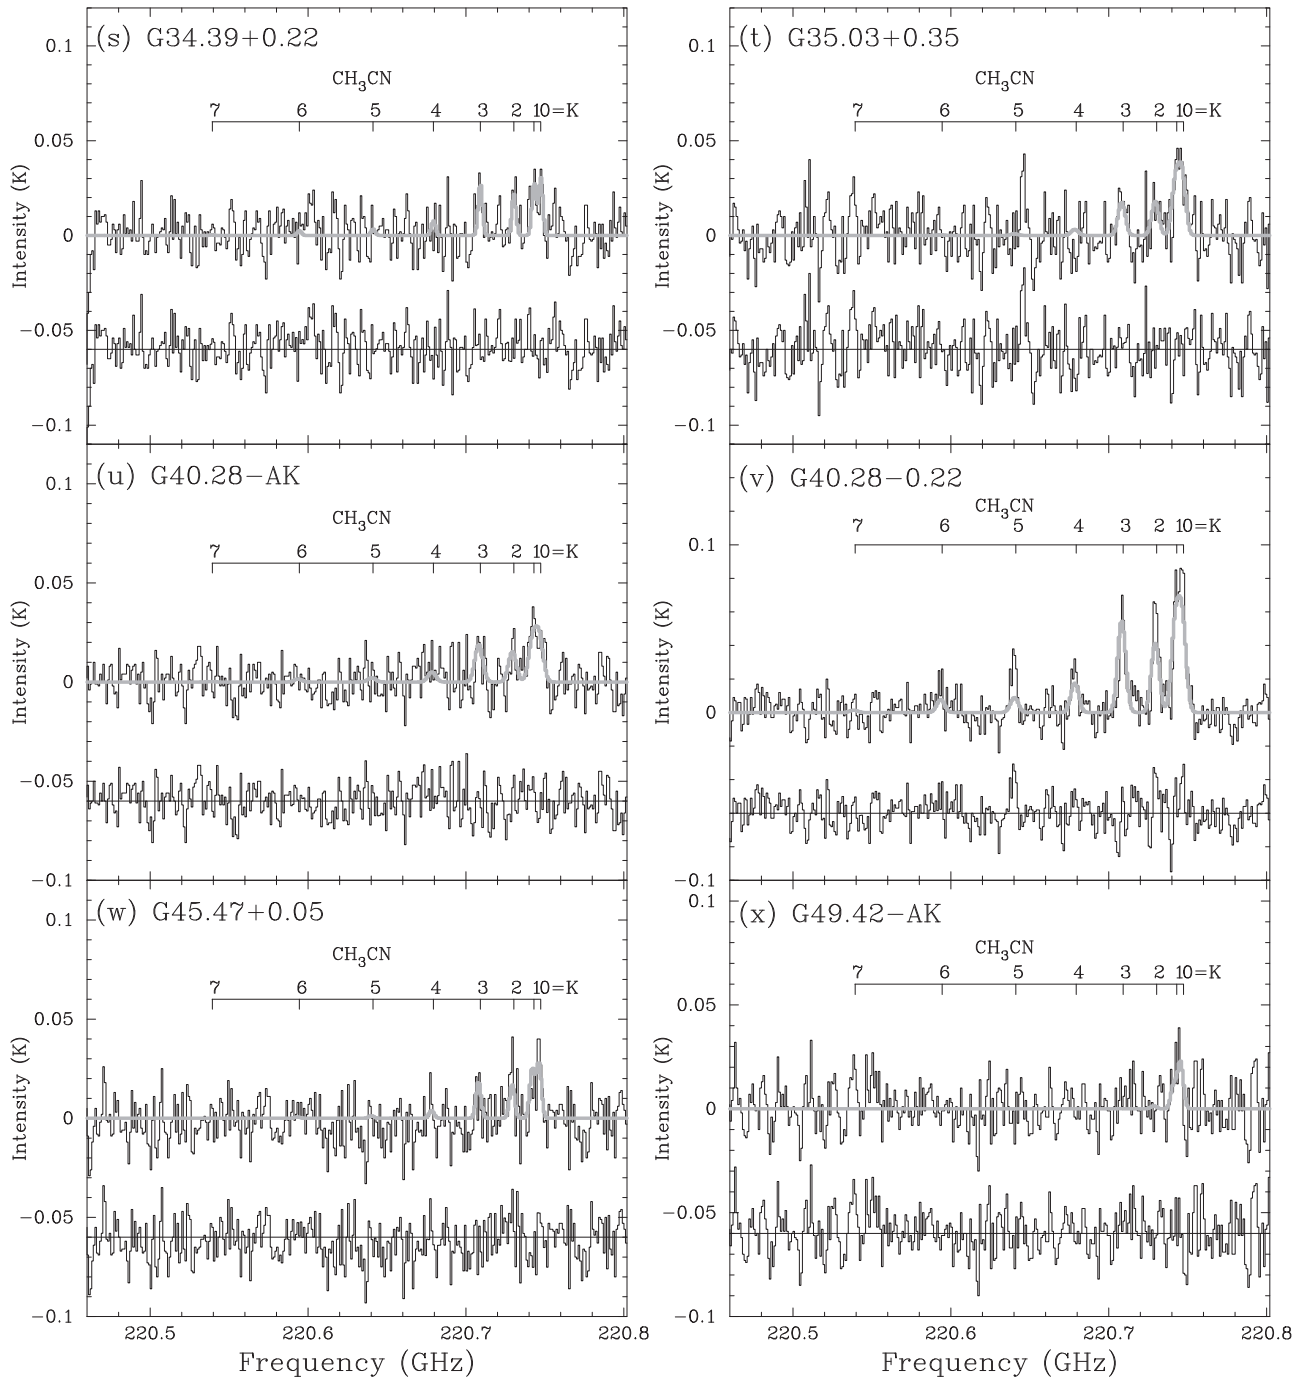 (s) G34.39+0.22
CH3CN
7 6 5 4 3 2 10=K
0.1
0.05
0
−0.05
−0.1
Intensity (K)
(t) G35.03+0.35
CH3CN
7 6 5 4 3 2 10=K
0.1
0.05
0
−0.05
−0.1
Intensity (K)
(u) G40.28−AK
CH3CN
7 6 5 4 3 2 10=K
0.1
0.05
0
−0.05
−0.1
Intensity (K)
(v) G40.28−0.22
CH3CN
7 6 5 4 3 2 10=K
0.1
0
−0.1
Intensity (K)
(w) G45.47+0.05
CH3CN
7 6 5 4 3 2 10=K
0.1
0.05
0
−0.05
−0.1
Intensity (K)
220.5 220.6 220.7 220.8
Frequency (GHz)
(x) G49.42−AK
CH3CN
7 6 5 4 3 2 10=K
0.1
0.05
0
−0.05
−0.1
Intensity (K)
220.5 220.6 220.7 220.8
Frequency (GHz)